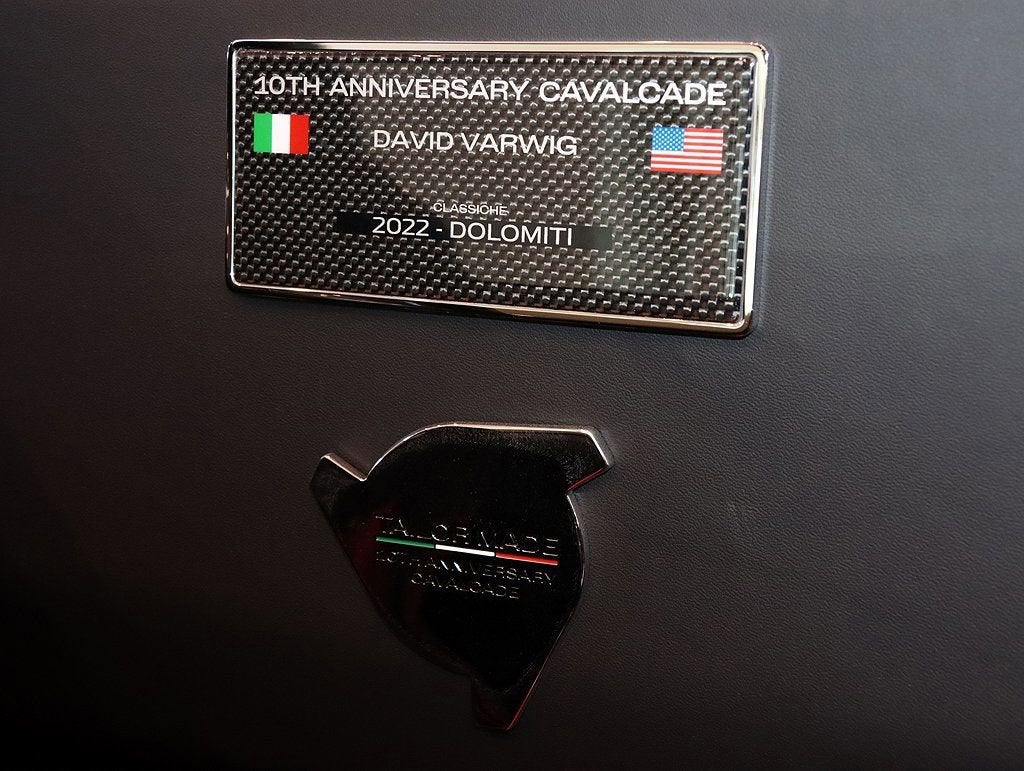 10TH ANNIVERSARY CAVALCADE
DAVID VARWIG
CLASSICHE
2022 - DOLOMITI
TAILOR MADE
10TH ANNIVERSARY
CAVALCADE